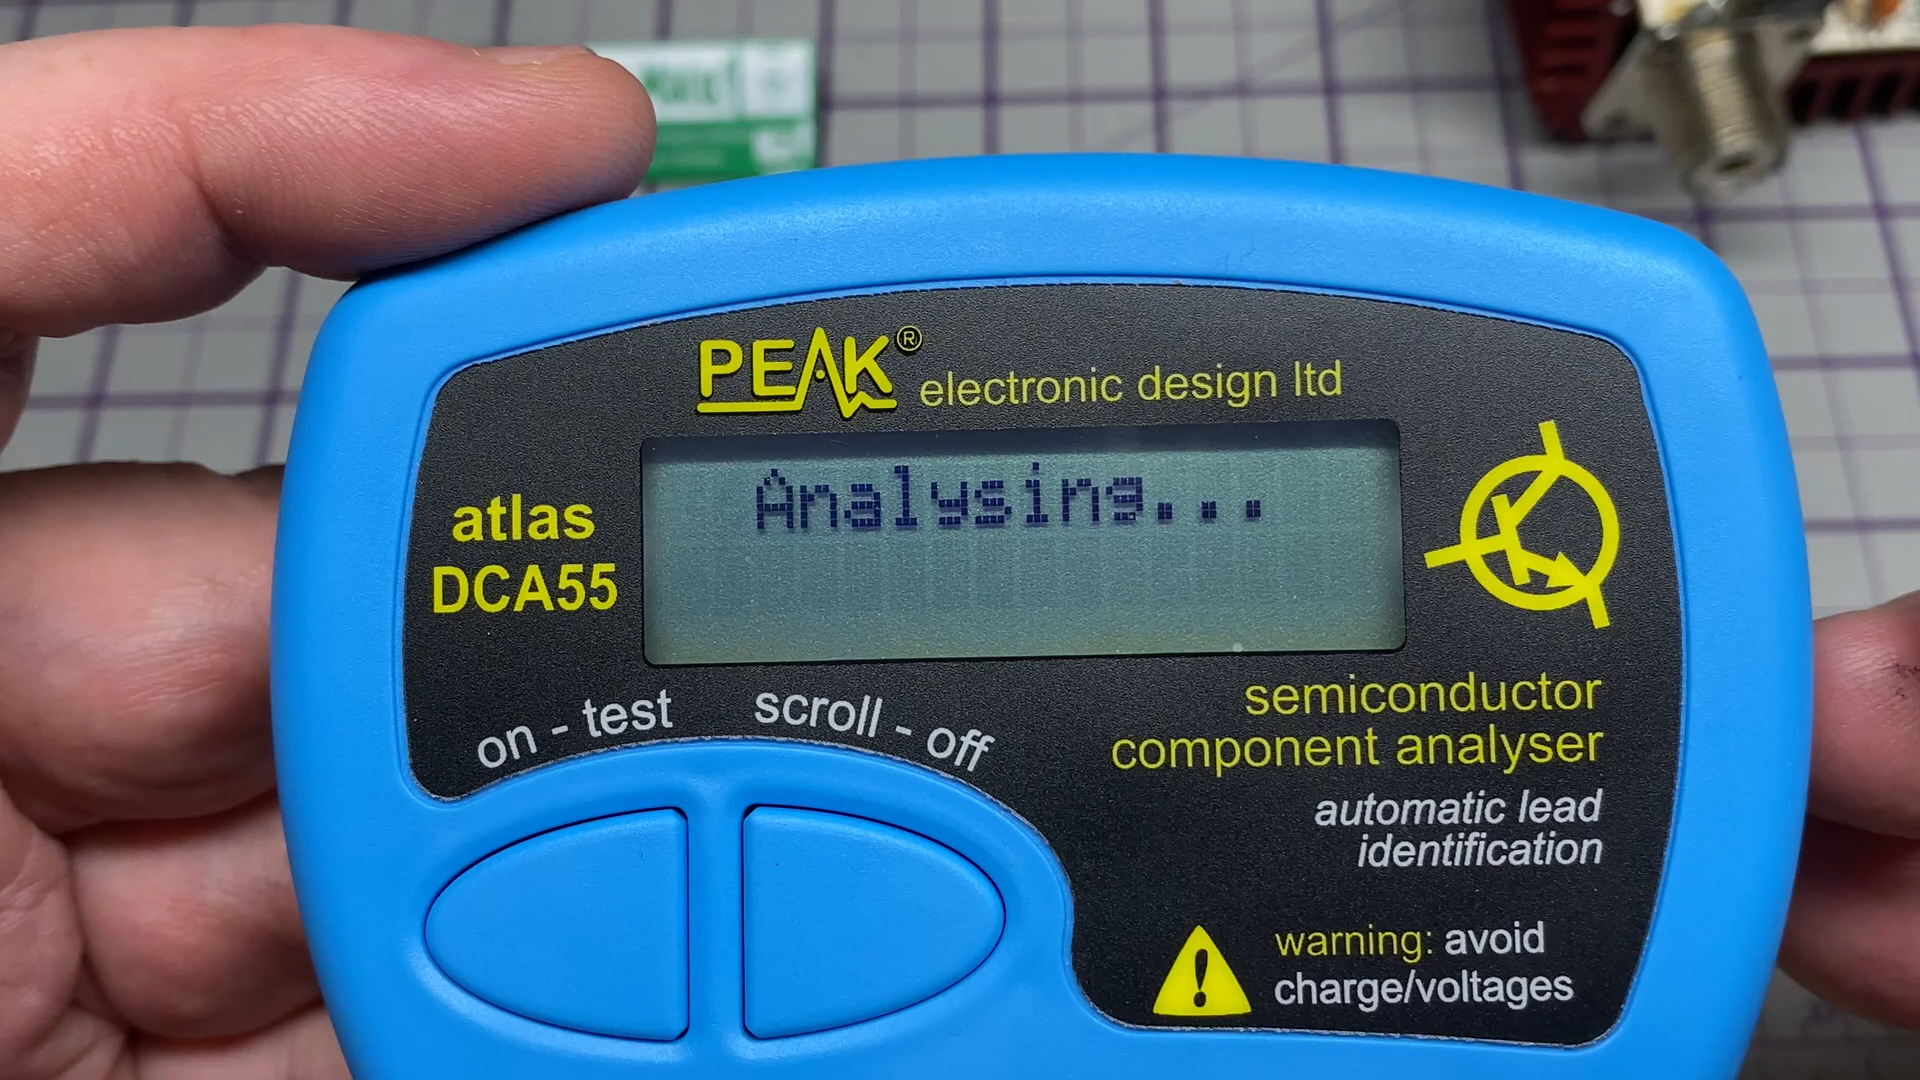 PEAK® electronic design ltd
atlas
DCA55
Analysing...
on - test
scroll - off
semiconductor
component analyser
automatic lead
identification
warning: avoid
charge/voltages